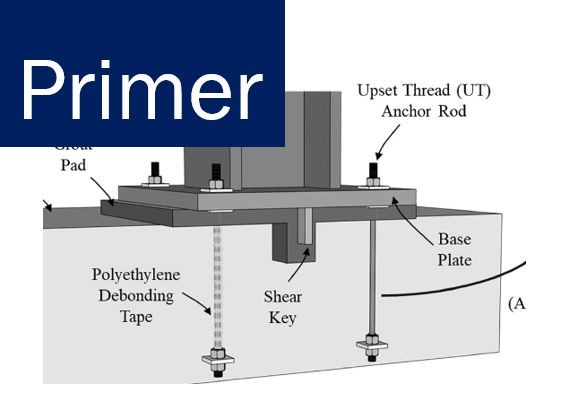 Primer
Upset Thread (UT)
Anchor Rod
Grout
Pad
Base
Plate
Polyethylene
Debonding
Tape
Shear
Key
(A